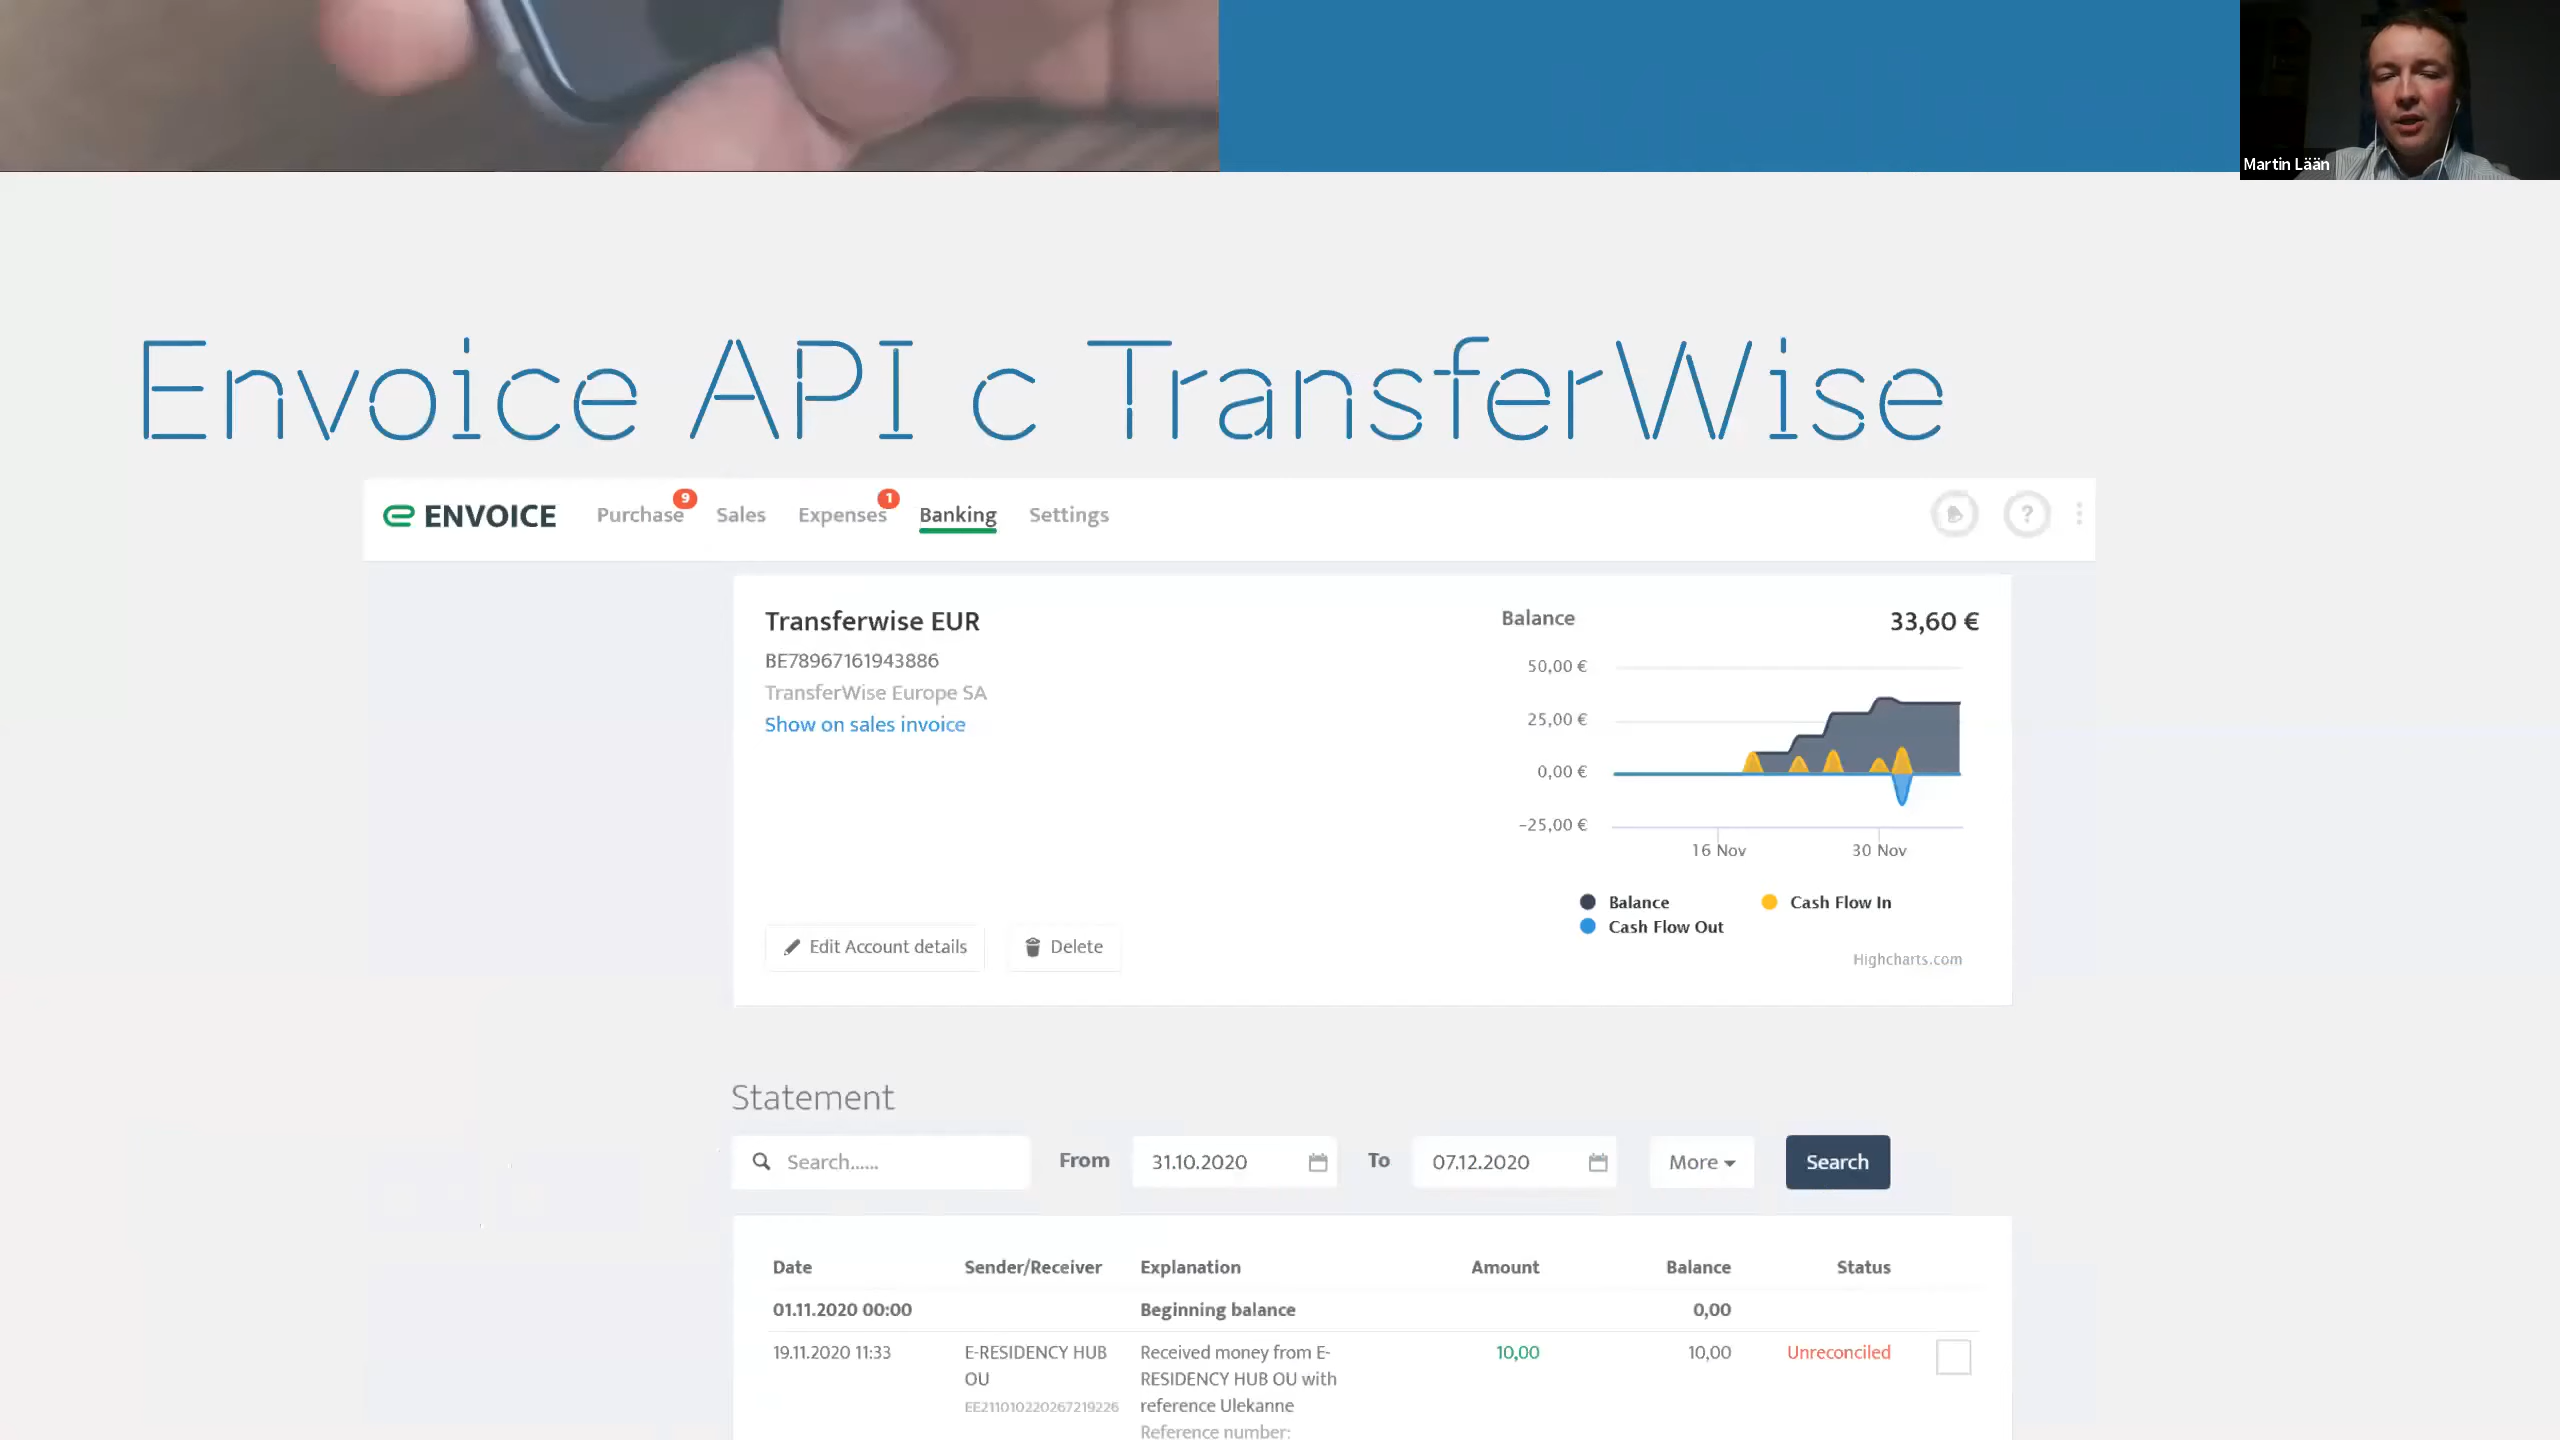 Martin Lään
Envoice API с TransferWise
ENVOICE Purchase 9 Sales Expenses 1 Banking Settings ?
Transferwise EUR
BE78967161943886
TransferWise Europe SA
Show on sales invoice
Edit Account details Delete
Balance 33,60 €
50,00 €
25,00 €
0,00 €
-25,00 €
16 Nov 30 Nov
Balance Cash Flow In
Cash Flow Out
Highcharts.com
Statement
Search...... From 31.10.2020 To 07.12.2020 More Search
Date Sender/Receiver Explanation Amount Balance Status
01.11.2020 00:00 Beginning balance 0,00
19.11.2020 11:33 E-RESIDENCY HUB Received money from E- 10,00 10,00 Unreconciled
OU RESIDENCY HUB OU with
EE211010220267219226 reference Ulekanne
Reference number: